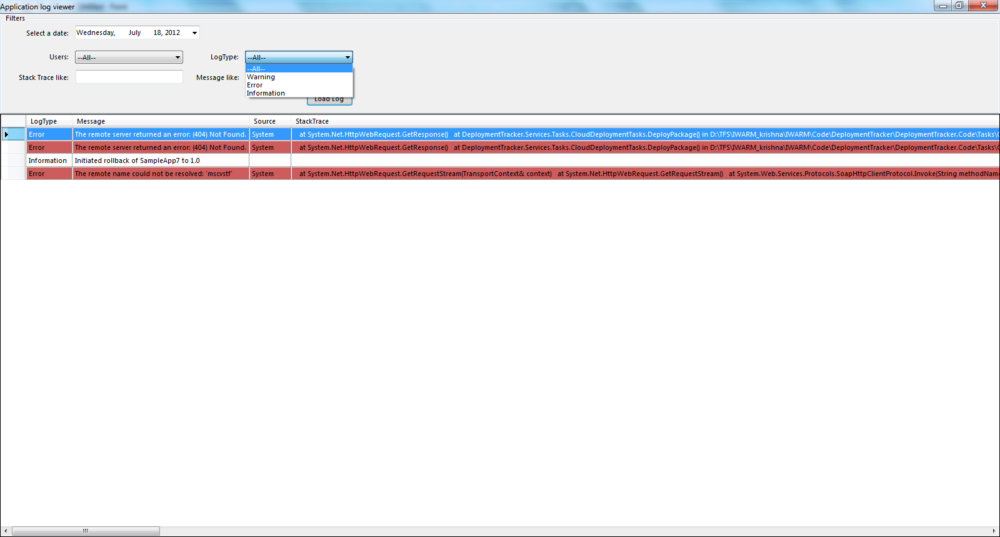 Application log viewer
Filters
Select a date: Wednesday, July 18, 2012
Users: --All-- LogType: --All--
--All--
Stack Trace like: Message like: Warning
Error
Information
Load Log
LogType Message Source StackTrace
Error The remote server returned an error: (404) Not Found. System at System.Net.HttpWebRequest.GetResponse() at DeploymentTracker.Services.Tasks.CloudDeploymentTasks.DeployPackage() in D:\TFS\IWARM_krishna\IWARM\Code\DeploymentTracker\DeploymentTracker.Code\Tasks\
Error The remote server returned an error: (404) Not Found. System at System.Net.HttpWebRequest.GetResponse() at DeploymentTracker.Services.Tasks.CloudDeploymentTasks.DeployPackage() in D:\TFS\IWARM_krishna\IWARM\Code\DeploymentTracker\DeploymentTracker.Code\Tasks\
Information Initiated rollback of SampleApp7 to 1.0
Error The remote name could not be resolved: 'mscvstf' System at System.Net.HttpWebRequest.GetRequestStream(TransportContext& context) at System.Net.HttpWebRequest.GetRequestStream() at System.Web.Services.Protocols.SoapHttpClientProtocol.Invoke(String methodName